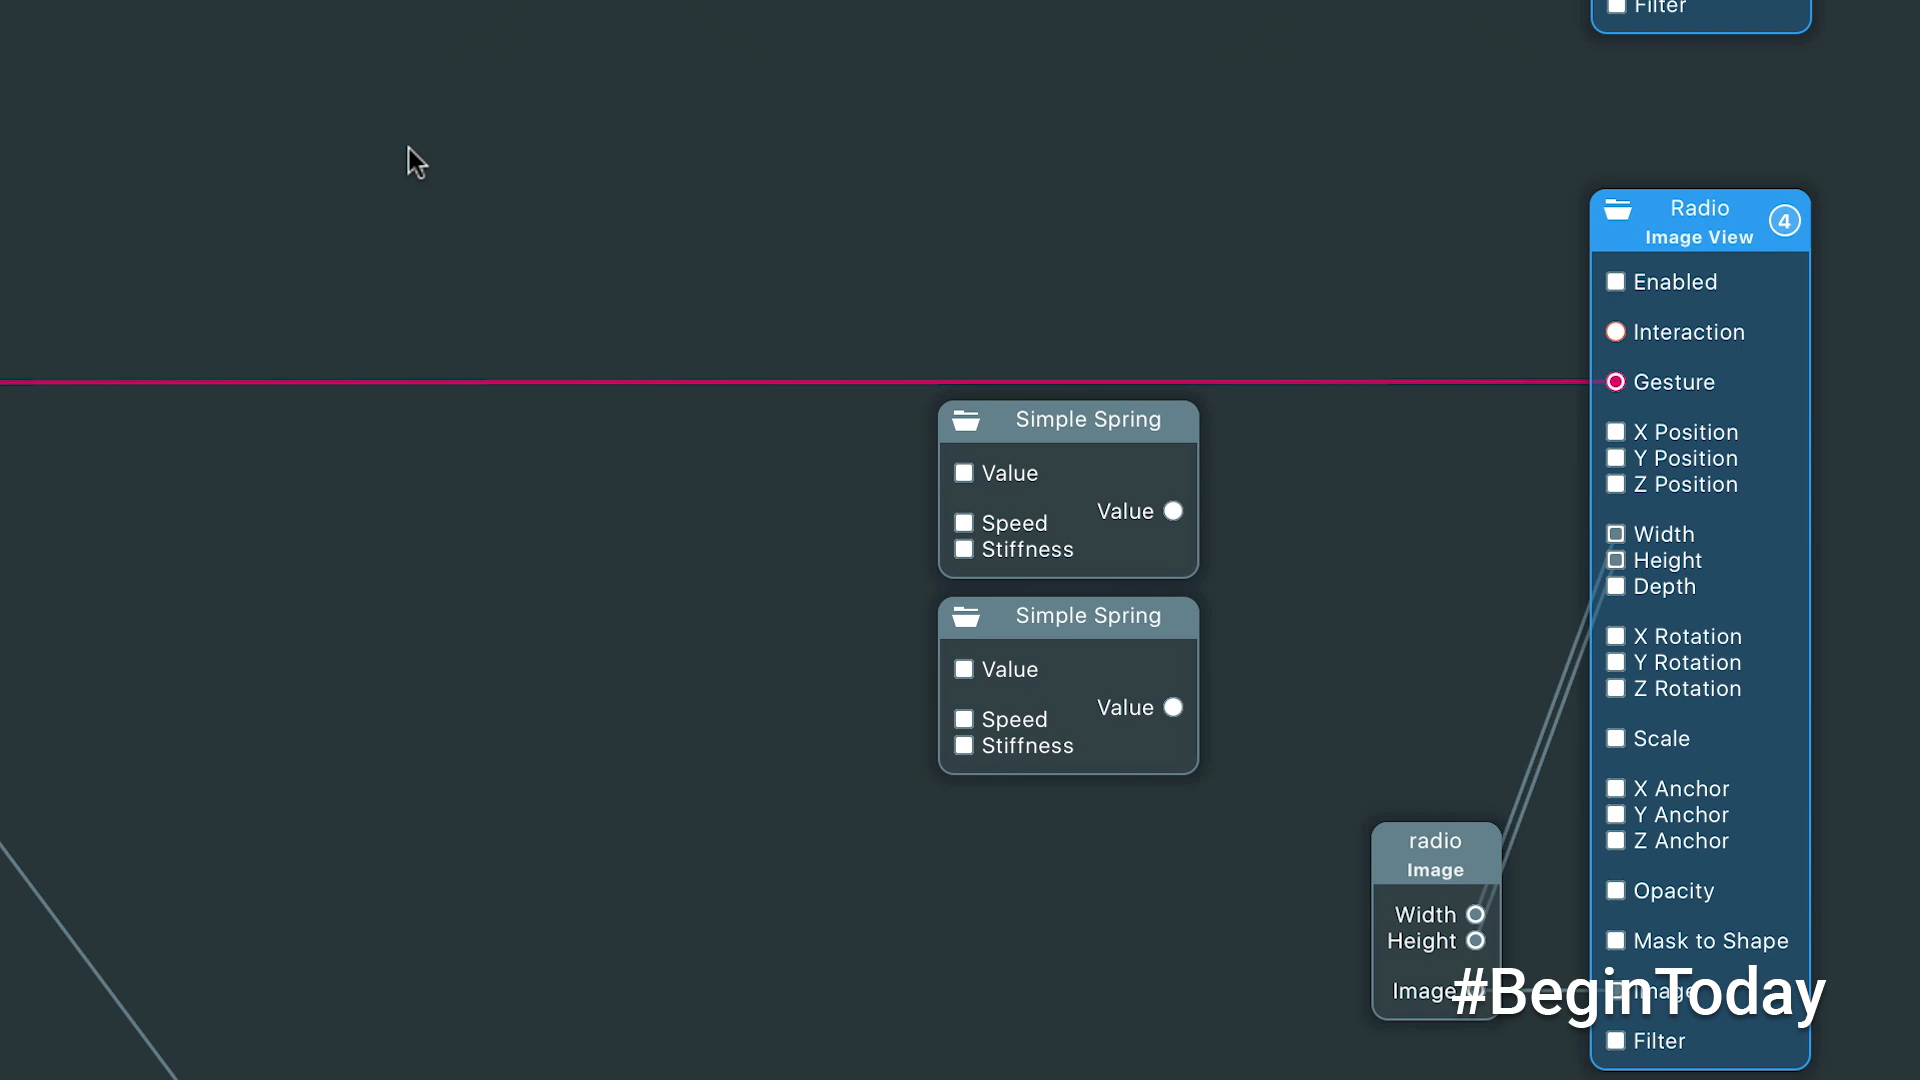 Filter
Radio
Image View
4
Enabled
Interaction
Gesture
X Position
Y Position
Z Position
Width
Height
Depth
X Rotation
Y Rotation
Z Rotation
Scale
X Anchor
Y Anchor
Z Anchor
Opacity
Mask to Shape
Image
Filter
Simple Spring
Value
Value
Speed
Stiffness
Simple Spring
Value
Value
Speed
Stiffness
radio
Image
Width
Height
Image
#BeginToday